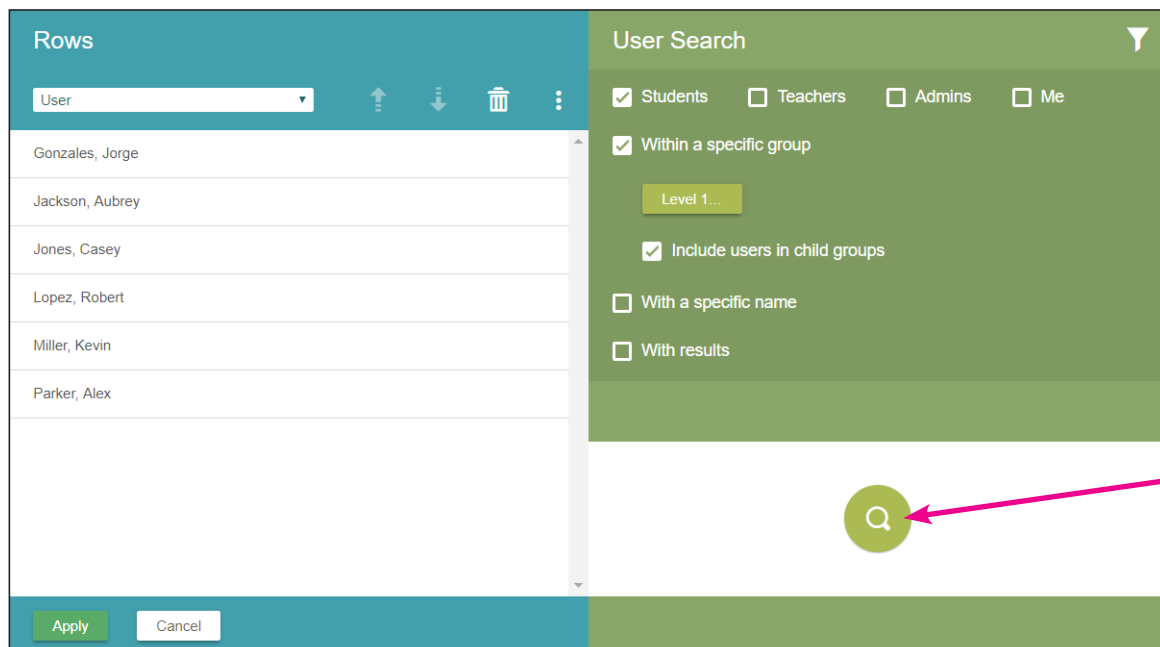 Rows
User
Gonzales, Jorge
Jackson, Aubrey
Jones, Casey
Lopez, Robert
Miller, Kevin
Parker, Alex
Apply Cancel
User Search
Students Teachers Admins Me
Within a specific group
Level 1...
Include users in child groups
With a specific name
With results